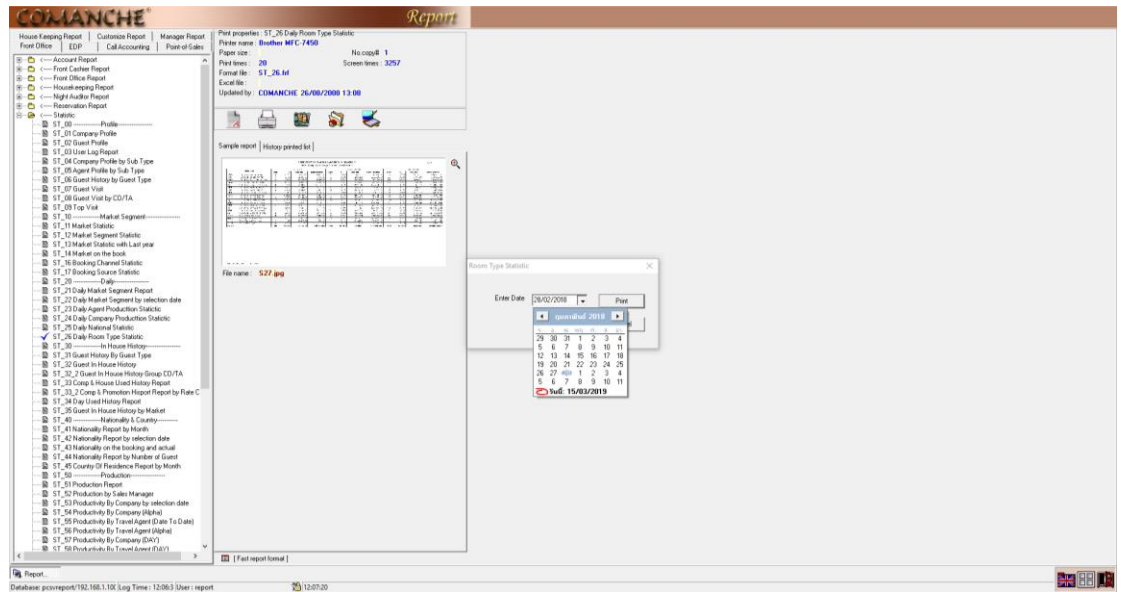 COMANCHE
Report
House Keeping Report
Customize Report
Manager Report
Front Office
EDP
Call Accounting
Point-of-Sales
<---- Account Report
<---- Front Cashier Report
<---- Front Office Report
<---- Housekeeping Report
<---- Night Auditor Report
<---- Reservation Report
<---- Statistic
ST_00 --------------Profile---------------
ST_01 Company Profile
ST_02 Guest Profile
ST_03 User Log Report
ST_04 Company Profile by Sub Type
ST_05 Agent Profile by Sub Type
ST_06 Guest History by Guest Type
ST_07 Guest Visit
ST_08 Guest Visit by CO/TA
ST_09 Top Visit
ST_10 --------------Market Segment---------------
ST_11 Market Statistic
ST_12 Market Segment Statistic
ST_13 Market Statistic with Last year
ST_14 Market on the book
ST_16 Booking Channel Statistic
ST_17 Booking Source Statistic
ST_20 --------------Daily---------------
ST_21 Daily Market Segment Report
ST_22 Daily Market Segment by selection date
ST_23 Daily Agent Producttion Statistic
ST_24 Daily Company Production Statistic
ST_25 Daily National Statistic
ST_26 Daily Room Type Statistic
ST_30 --------------In House History---------------
ST_31 Guest History By Guest Type
ST_32 Guest In House History
ST_32_2 Guest In House History Group CO/TA
ST_33 Comp & House Used History Report
ST_33_2 Comp & Promotion Hisport Report by Rate C
ST_34 Day Used History Report
ST_35 Guest In House History by Market
ST_40 --------------Nationality & Country----------
ST_41 Nationality Report by Month
ST_42 Nationality Report by selection date
ST_43 Nationality on the booking and actual
ST_44 Nationality Report by Number of Guest
ST_45 Country Of Residence Report by Month
ST_50 --------------Production---------------
ST_51 Production Report
ST_52 Production by Sales Manager
ST_53 Productivity By Company by selection date
ST_54 Productivity By Company (Alpha)
ST_55 Productivity By Travel Agent (Date To Date)
ST_56 Productivity By Travel Agent (Alpha)
ST_57 Productivity By Company (DAY)
ST_58 Productivity By Travel Agent (DAY)
Print properties : ST_26 Daily Room Type Statistic
Printer name : Brother MFC-7450
Paper size :
No.copy# 1
Print times : 20
Screen times : 3257
Format file : ST_26.frf
Excel file :
Updated by : COMANCHE 26/08/2008 13:08
Sample report
History printed list
File name : S27.jpg
[ Fast report format ]
Room Type Statistic
Enter Date
28/02/2018
Print
กุมภาพันธ์ 2018
29 30 31 1 2 3 4
5 6 7 8 9 10 11
12 13 14 15 16 17 18
19 20 21 22 23 24 25
26 27 28 1 2 3 4
5 6 7 8 9 10 11
วันนี้: 15/03/2019
Report..
Database: pcsvreport/192.168.1.10(
Log Time : 12:06:3
User : report
12:07:20